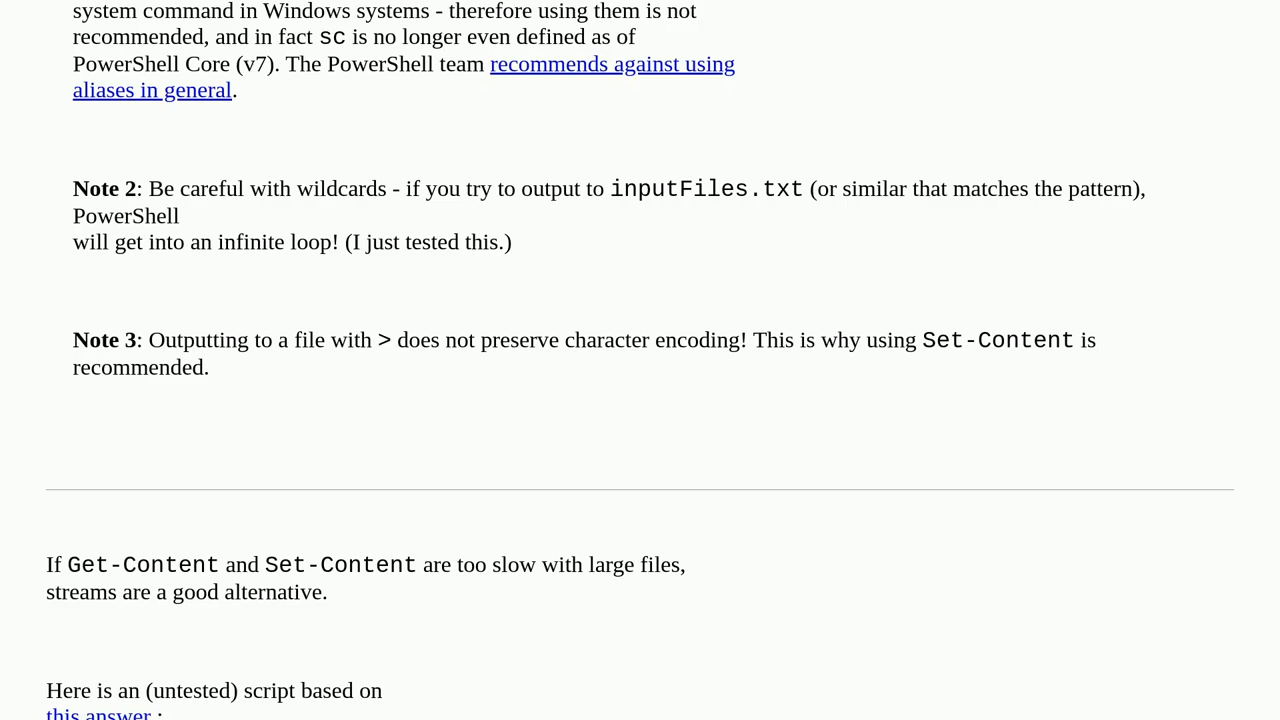 system command in Windows systems - therefore using them is not
recommended, and in fact sc is no longer even defined as of
PowerShell Core (v7). The PowerShell team recommends against using
aliases in general.
Note 2: Be careful with wildcards - if you try to output to inputFiles.txt (or similar that matches the pattern),
PowerShell
will get into an infinite loop! (I just tested this.)
Note 3: Outputting to a file with > does not preserve character encoding! This is why using Set-Content is
recommended.
If Get-Content and Set-Content are too slow with large files,
streams are a good alternative.
Here is an (untested) script based on
this answer :